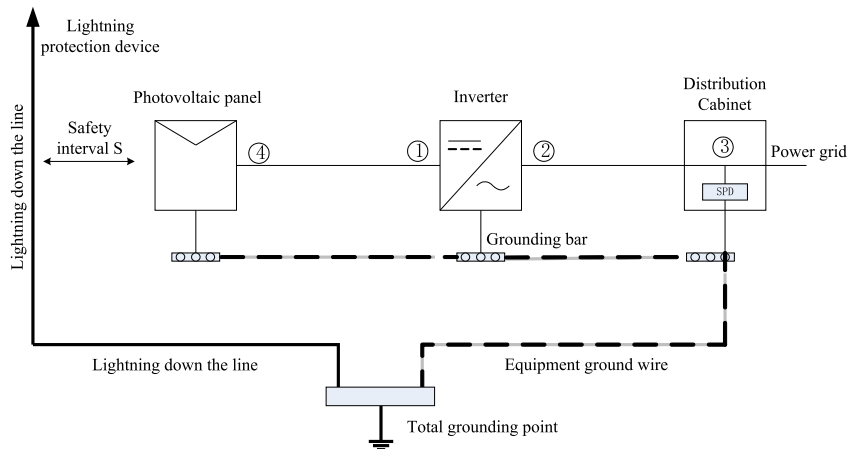 Lightning
protection device
Photovoltaic panel
Inverter
Distribution
Cabinet
Safety
interval S
Lightning down the line
④
①
②
③
Power grid
SPD
Grounding bar
Lightning down the line
Equipment ground wire
Total grounding point